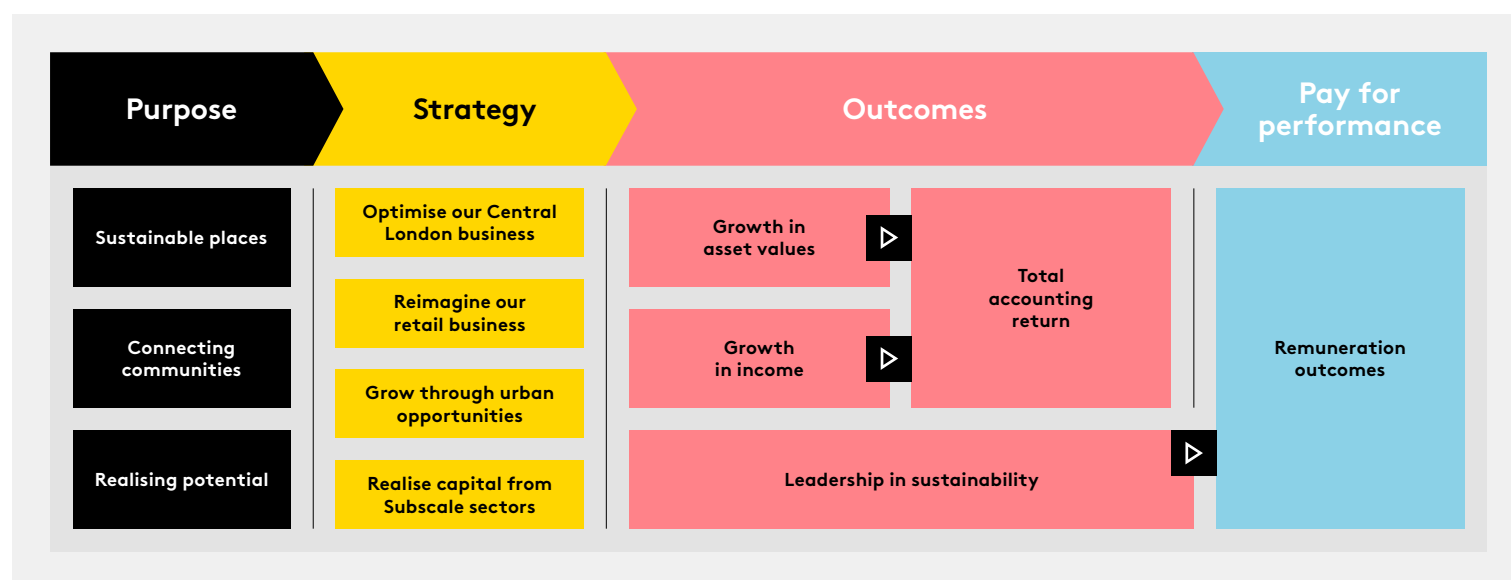 Purpose
Strategy
Outcomes
Pay for
performance
Sustainable places
Connecting
communities
Realising potential
Optimise our Central
London business
Reimagine our
retail business
Grow through urban
opportunities
Realise capital from
Subscale sectors
Growth in
asset values
Growth
in income
Total
accounting
return
Leadership in sustainability
Remuneration
outcomes